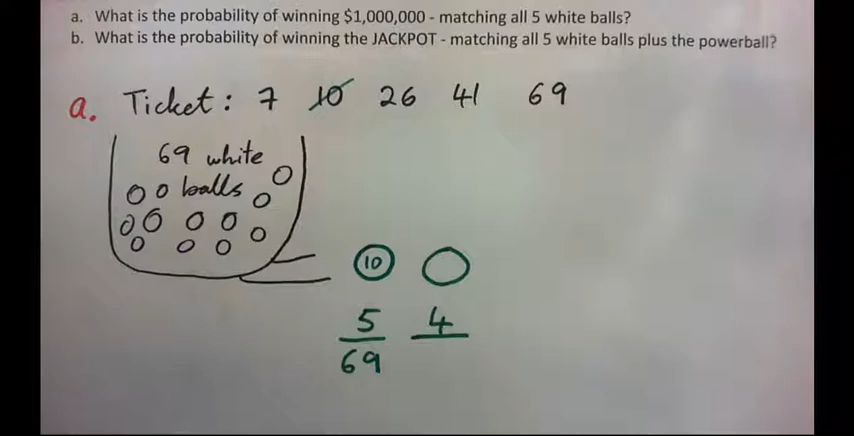 a. What is the probability of winning $1,000,000 - matching all 5 white balls?
b. What is the probability of winning the JACKPOT - matching all 5 white balls plus the powerball?
a. Ticket: 7 10 26 41 69
69 white
balls
10
5 4
69